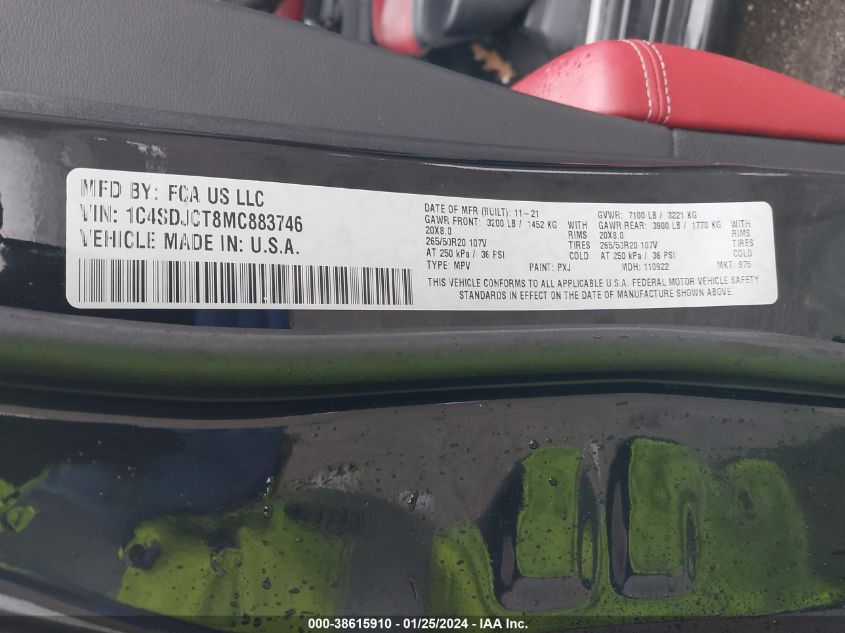 MFD BY: FCA US LLC
VIN: 1C4SDJCT8MC883746
VEHICLE MADE IN: U.S.A.
DATE OF MFR (BUILT): 11-21 GVWR: 7100 LB / 3221 KG
GAWR FRONT: 3200 LB / 1452 KG GAWR REAR: 3900 LB / 1770 KG
20X8.0 RIMS 20X8.0 RIMS
265/50R20 107V TIRES 265/50R20 107V TIRES
AT 250 kPa / 36 PSI COLD AT 250 kPa / 36 PSI COLD
TYPE: MPV PAINT: PXJ MDH: 110922 MKT: 875
THIS VEHICLE CONFORMS TO ALL APPLICABLE U.S.A. FEDERAL MOTOR VEHICLE SAFETY
STANDARDS IN EFFECT ON THE DATE OF MANUFACTURE SHOWN ABOVE.
000-38615910 - 01/25/2024 - IAA Inc.